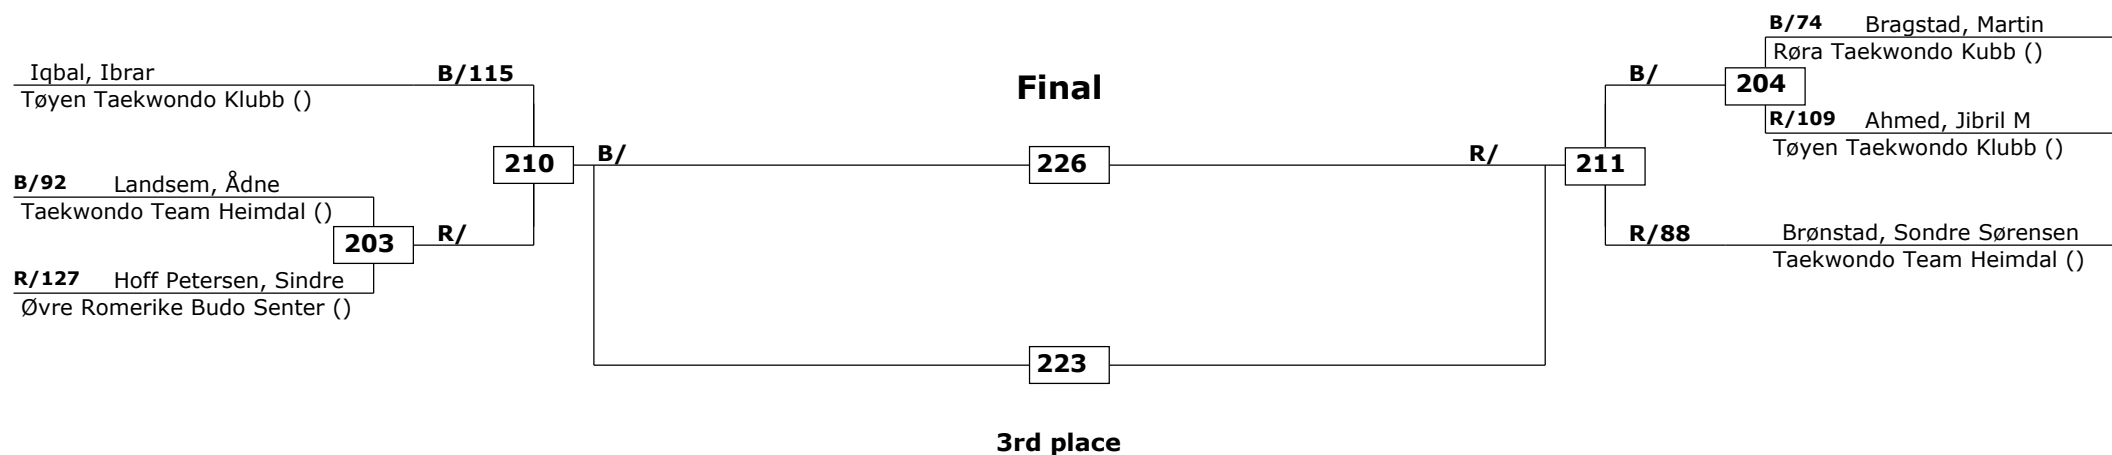 B/74 Bragstad, Martin
Røra Taekwondo Kubb ()
Iqbal, Ibrar B/115
Tøyen Taekwondo Klubb ()
Final
B/
204
R/109 Ahmed, Jibril M
Tøyen Taekwondo Klubb ()
210 B/
226
R/ 211
B/92 Landsem, Ådne
Taekwondo Team Heimdal ()
203 R/
R/88 Brønstad, Sondre Sørensen
Taekwondo Team Heimdal ()
R/127 Hoff Petersen, Sindre
Øvre Romerike Budo Senter ()
223
3rd place